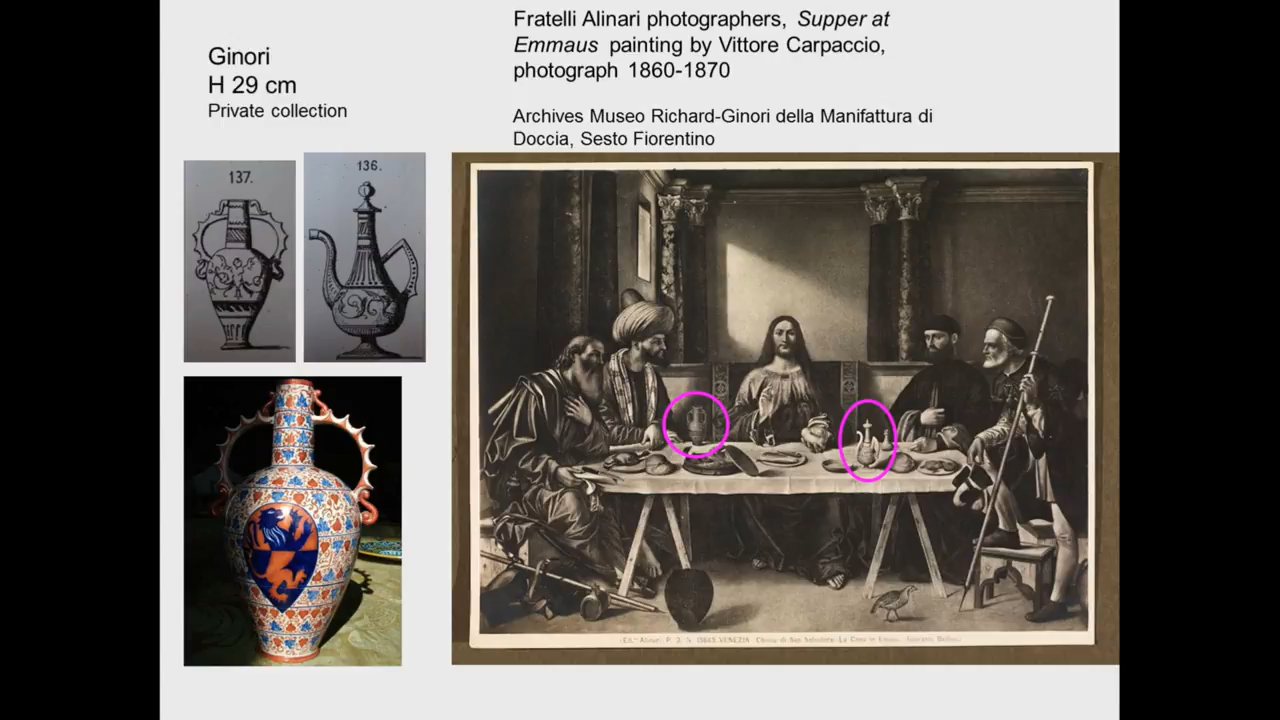 Ginori
H 29 cm
Private collection
Fratelli Alinari photographers, Supper at
Emmaus painting by Vittore Carpaccio,
photograph 1860-1870
Archives Museo Richard-Ginori della Manifattura di
Doccia, Sesto Fiorentino
137.
136.
VENEZIA